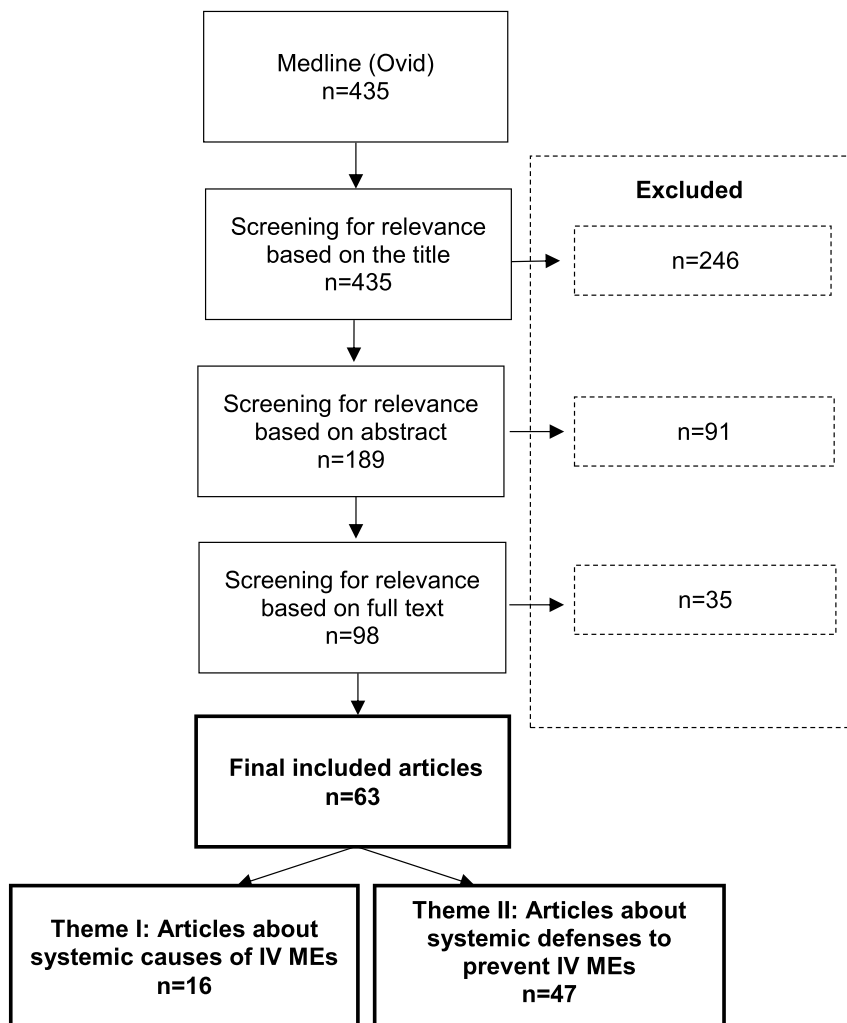 Medline (Ovid)
n=435
Excluded
Screening for relevance
based on the title
n=435
n=246
Screening for relevance
based on abstract
n=189
n=91
Screening for relevance
based on full text
n=98
n=35
Final included articles
n=63
Theme I: Articles about
systemic causes of IV MEs
n=16
Theme II: Articles about
systemic defenses to
prevent IV MEs
n=47